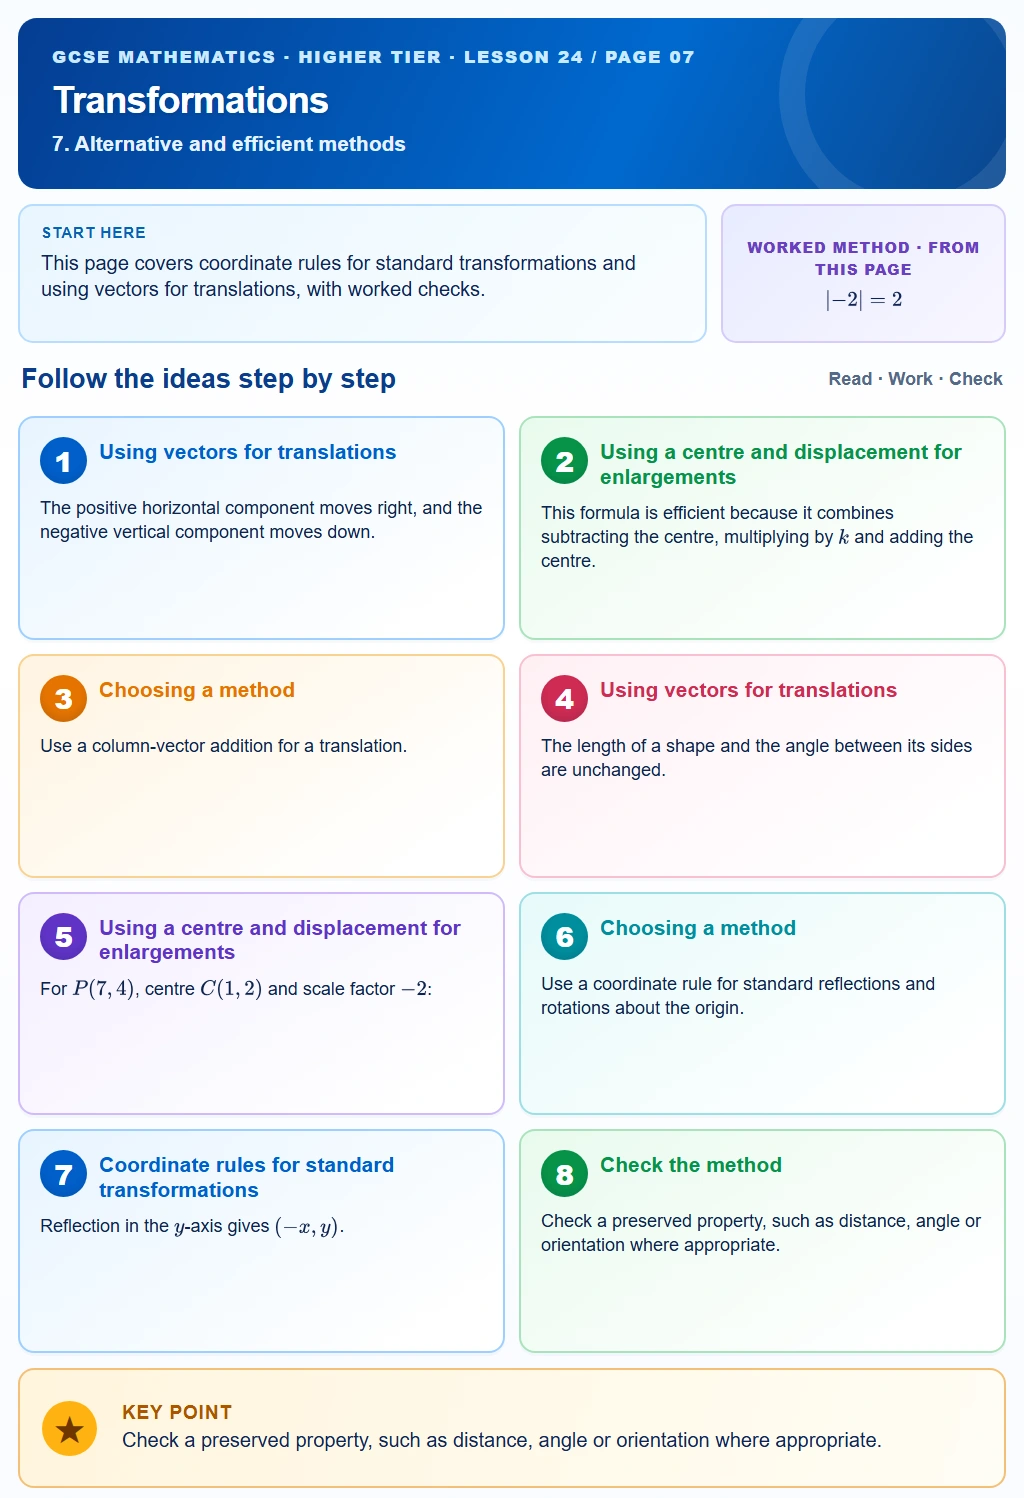 GCSE MATHEMATICS · HIGHER TIER · LESSON 24 / PAGE 07
Transformations
7. Alternative and efficient methods
START HERE
This page covers coordinate rules for standard transformations and
using vectors for translations, with worked checks.
WORKED METHOD · FROM
THIS PAGE
|−2| = 2
Follow the ideas step by step
Read · Work · Check
1
Using vectors for translations
The positive horizontal component moves right, and the
negative vertical component moves down.
2
Using a centre and displacement for
enlargements
This formula is efficient because it combines
subtracting the centre, multiplying by k and adding the
centre.
3
Choosing a method
Use a column-vector addition for a translation.
4
Using vectors for translations
The length of a shape and the angle between its sides
are unchanged.
5
Using a centre and displacement for
enlargements
For P(7, 4), centre C(1, 2) and scale factor −2:
6
Choosing a method
Use a coordinate rule for standard reflections and
rotations about the origin.
7
Coordinate rules for standard
transformations
Reflection in the y-axis gives (−x, y).
8
Check the method
Check a preserved property, such as distance, angle or
orientation where appropriate.
KEY POINT
Check a preserved property, such as distance, angle or orientation where appropriate.